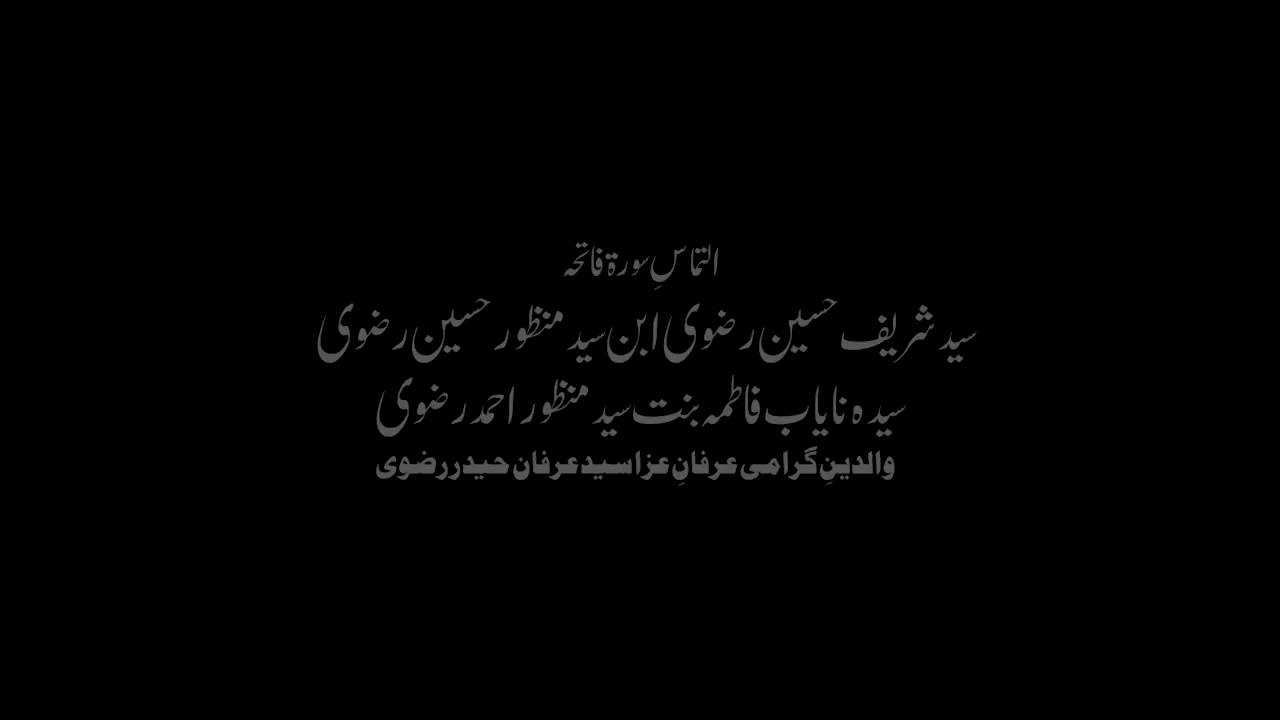 التماسِ سورۃ فاتحہ
سید شریف حسین رضوی ابن سید منظور حسین رضوی
سیدہ نایاب فاطمہ بنت سید منظور احمد رضوی
والدینِ گرامی عرفانِ عزا سید عرفان حیدر رضوی